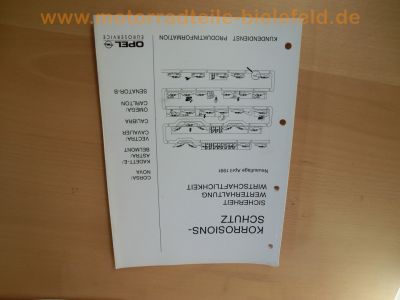 www.motorradteile-bielefeld.de
KORROSIONS-
SCHUTZ
SICHERHEIT
WERTERHALTUNG
WIRTSCHAFTLICHKEIT
Neuauflage April 1991
CORSA/ NOVA
KADETT-E/
ASTRA/ BELMONT
VECTRA/ CAVALIER
CALIBRA
OMEGA/ CARLTON
SENATOR-B
OPEL
EUROSERVICE
KUNDENDIENST PRODUKTINFORMATION